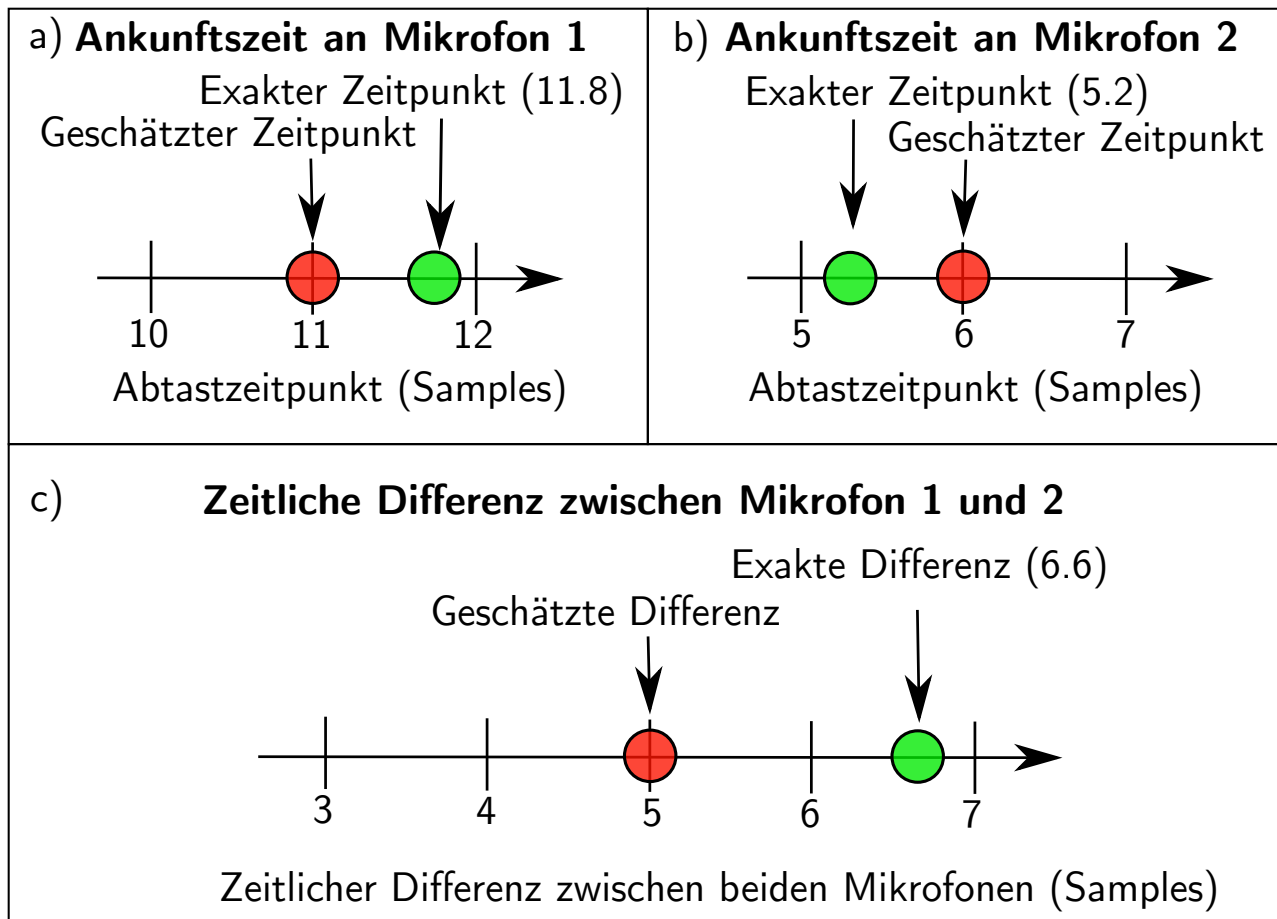 a) Ankunftszeit an Mikrofon 1
Exakter Zeitpunkt (11.8)
Geschätzter Zeitpunkt
10 11 12
Abtastzeitpunkt (Samples)
b) Ankunftszeit an Mikrofon 2
Exakter Zeitpunkt (5.2)
Geschätzter Zeitpunkt
5 6 7
Abtastzeitpunkt (Samples)
c) Zeitliche Differenz zwischen Mikrofon 1 und 2
Exakte Differenz (6.6)
Geschätzte Differenz
3 4 5 6 7
Zeitlicher Differenz zwischen beiden Mikrofonen (Samples)